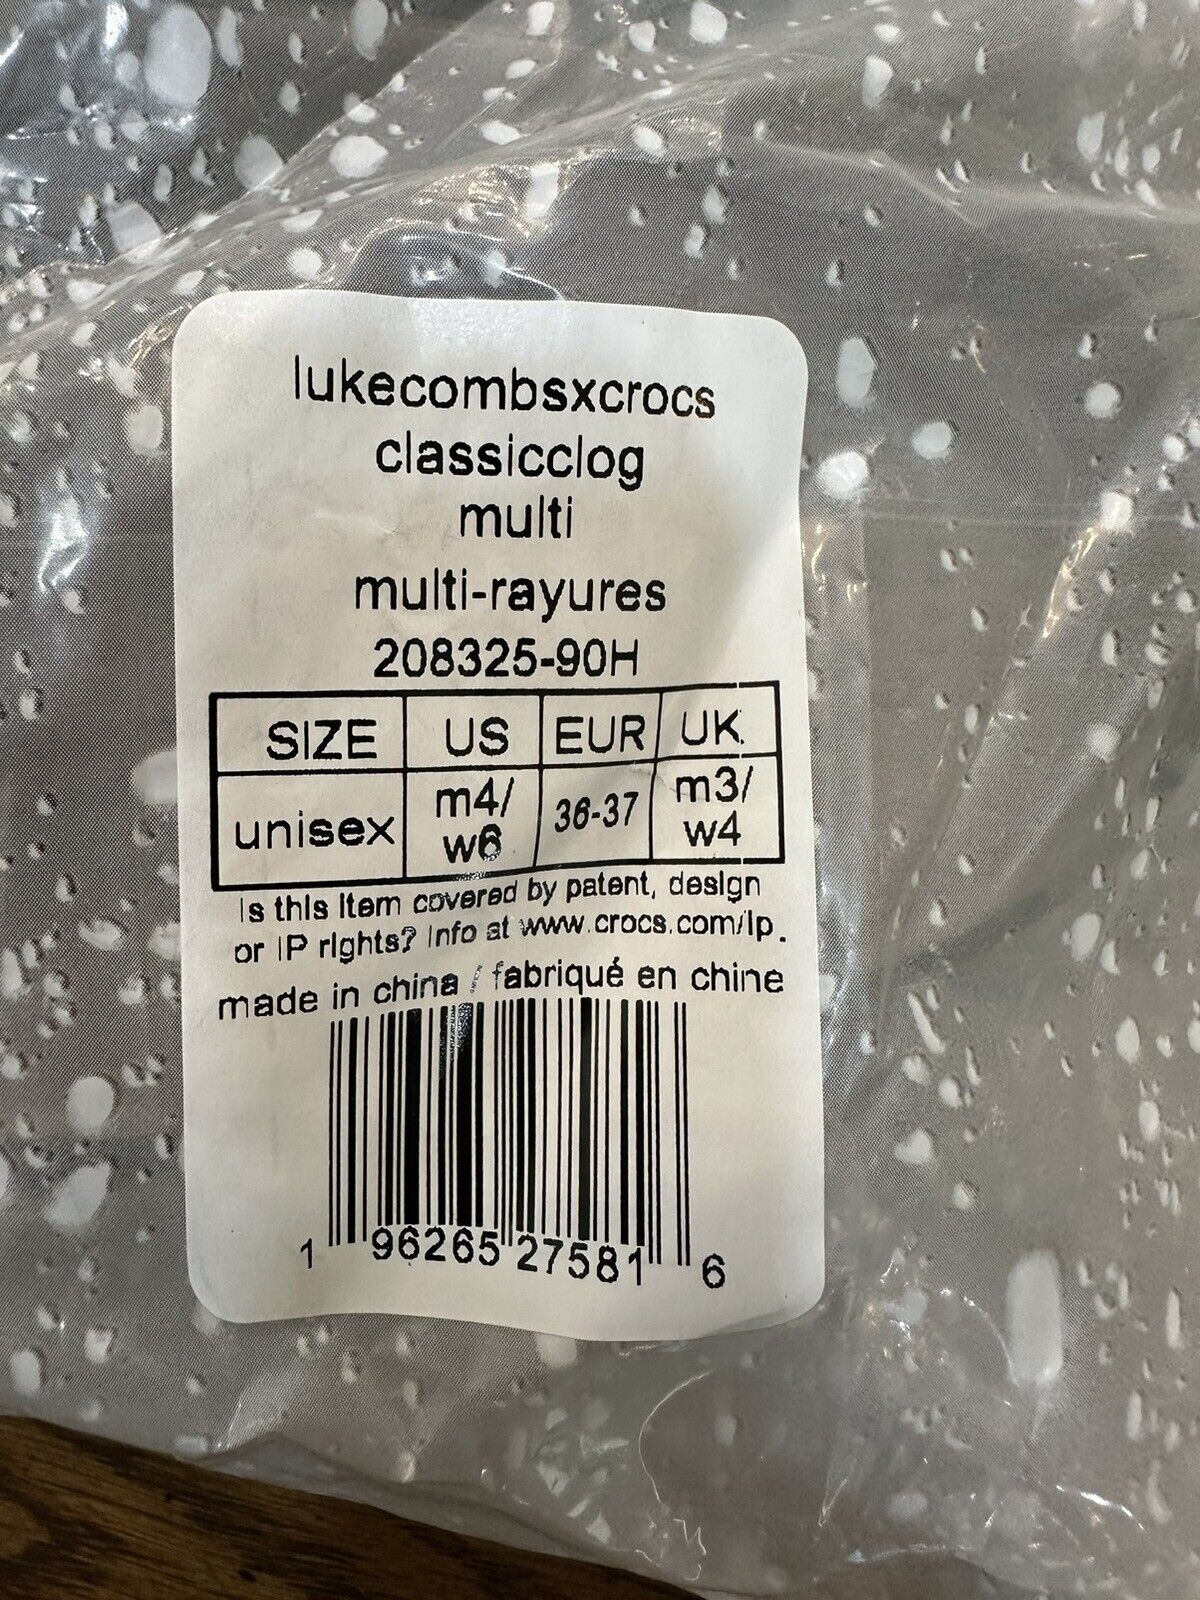 lukecombsxcrocs
classicclog
multi
multi-rayures
208325-90H
SIZE US EUR UK
unisex m4/ w6 36-37 m3/ w4
Is this item covered by patent, design
or IP rights? Info at www.crocs.com/ip.
made in china / fabriqué en chine
1 96265 27581 6